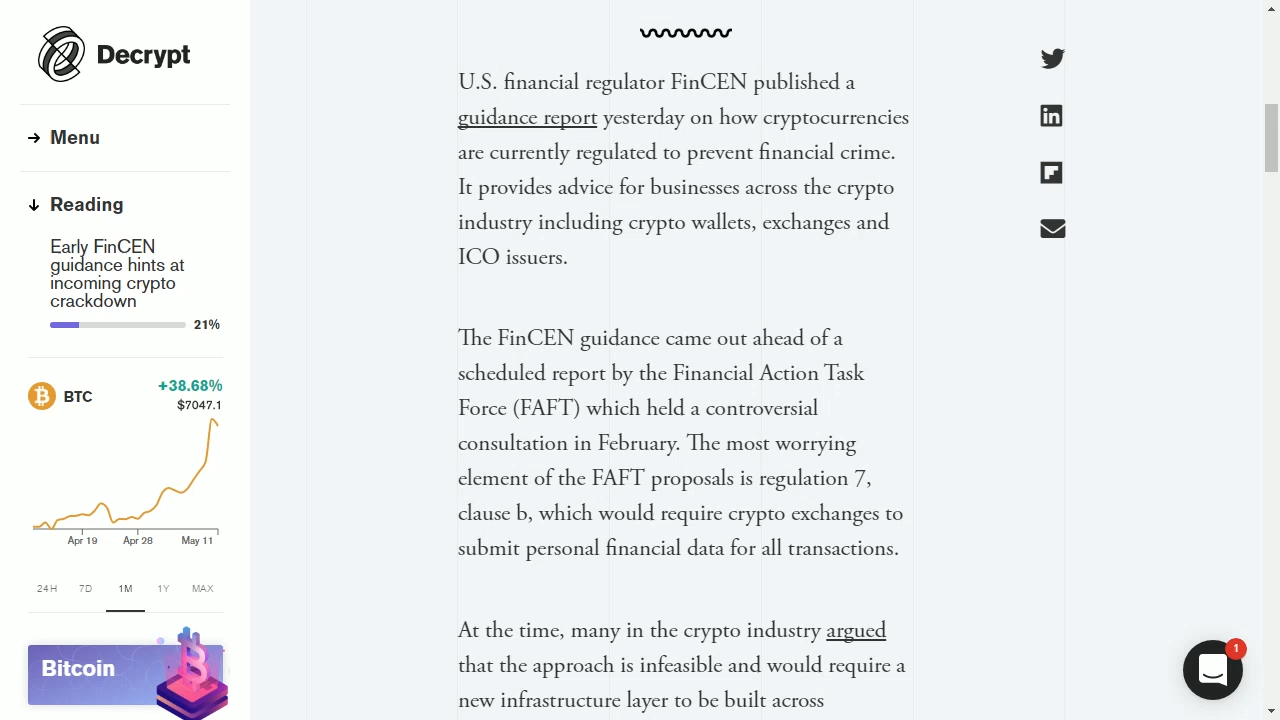 Decrypt
Menu
Reading
Early FinCEN
guidance hints at
incoming crypto
crackdown
21%
BTC
+38.68%
$7047.1
Apr 19
Apr 28
May 11
24H
7D
1M
1Y
MAX
Bitcoin
U.S. financial regulator FinCEN published a
guidance report yesterday on how cryptocurrencies
are currently regulated to prevent financial crime.
It provides advice for businesses across the crypto
industry including crypto wallets, exchanges and
ICO issuers.
The FinCEN guidance came out ahead of a
scheduled report by the Financial Action Task
Force (FAFT) which held a controversial
consultation in February. The most worrying
element of the FAFT proposals is regulation 7,
clause b, which would require crypto exchanges to
submit personal financial data for all transactions.
At the time, many in the crypto industry argued
that the approach is infeasible and would require a
new infrastructure layer to be built across
1